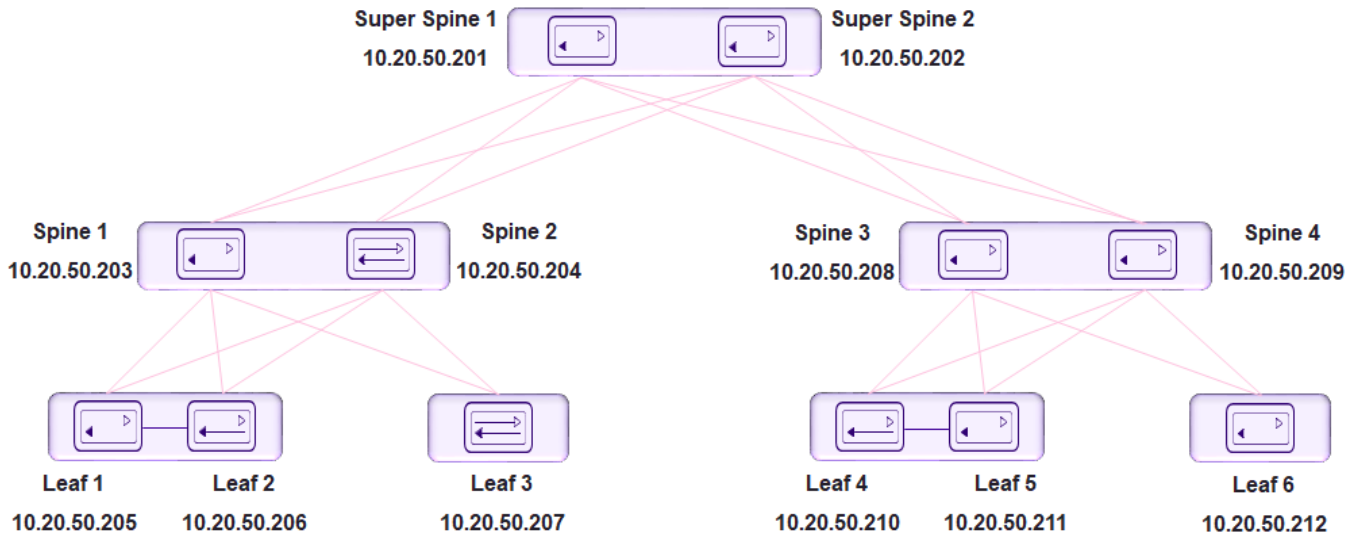 Super Spine 1
10.20.50.201
Super Spine 2
10.20.50.202
Spine 1
10.20.50.203
Spine 2
10.20.50.204
Spine 3
10.20.50.208
Spine 4
10.20.50.209
Leaf 1
10.20.50.205
Leaf 2
10.20.50.206
Leaf 3
10.20.50.207
Leaf 4
10.20.50.210
Leaf 5
10.20.50.211
Leaf 6
10.20.50.212